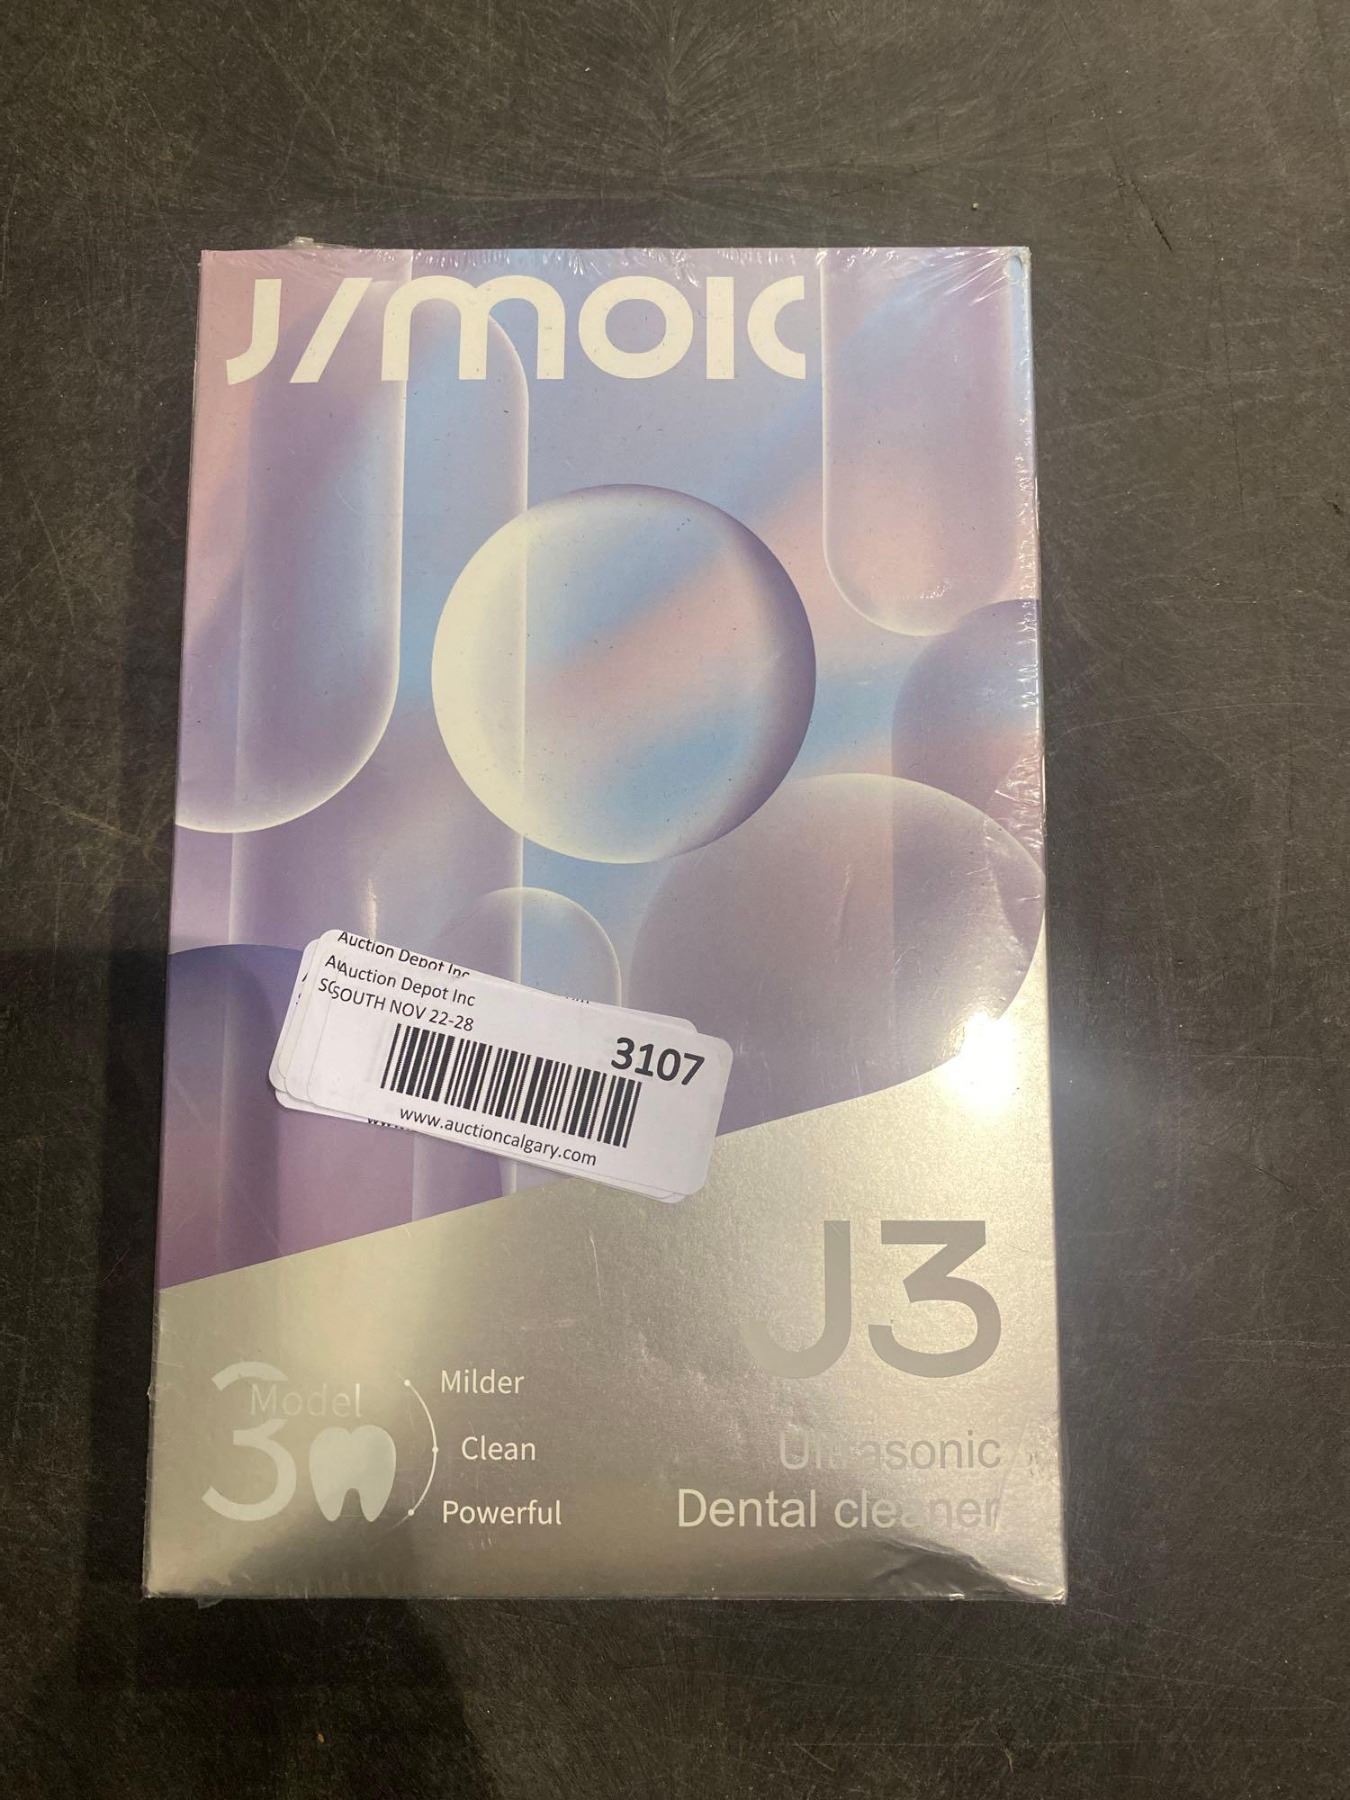 J/MOIC
Auction Depot Inc
Auction Depot Inc
SOUTH NOV 22-28
3107
www.auctioncalgary.com
J3
3 Model
Milder
Clean
Powerful
Ultrasonic
Dental cleaner